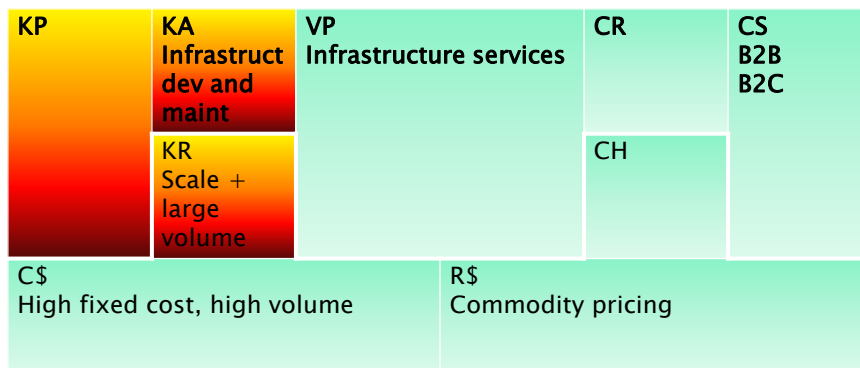 KP
KA
Infrastruct
dev and
maint
KR
Scale +
large
volume
VP
Infrastructure services
CR
CH
CS
B2B
B2C
C$
High fixed cost, high volume
R$
Commodity pricing